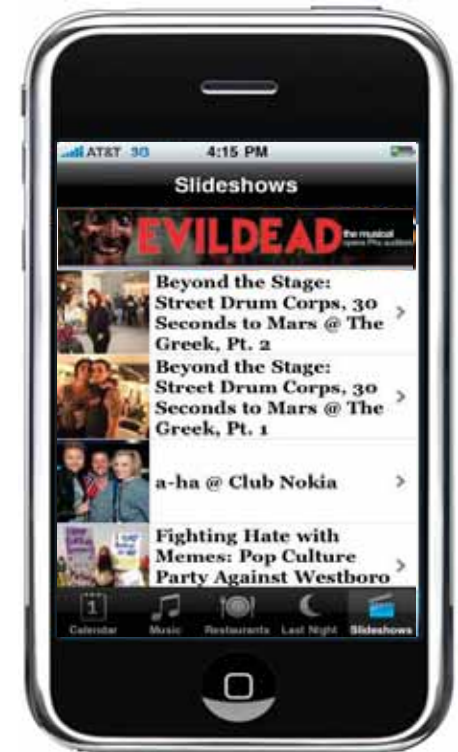 AT&T 3G 4:15 PM
Slideshows
EVILDEAD the musical
Beyond the Stage:
Street Drum Corps, 30
Seconds to Mars @ The
Greek, Pt. 2
Beyond the Stage:
Street Drum Corps, 30
Seconds to Mars @ The
Greek, Pt. 1
a-ha @ Club Nokia
Fighting Hate with
Memes: Pop Culture
Party Against Westboro
1
Calendar Music Restaurants Last Night Slideshows